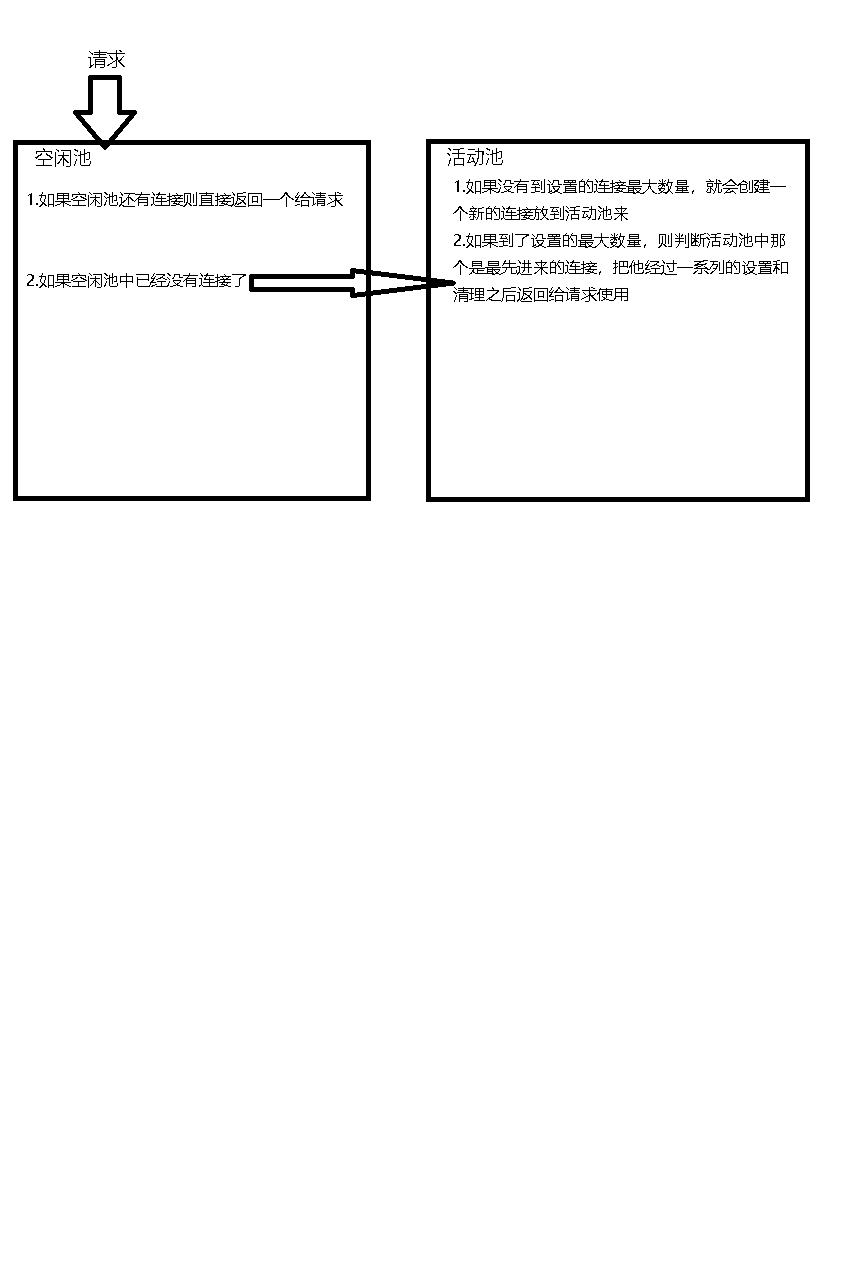 请求
空闲池
1.如果空闲池还有连接则直接返回一个给请求
2.如果空闲池中已经没有连接了
活动池
1.如果没有到设置的连接最大数量，就会创建一
个新的连接放到活动池来
2.如果到了设置的最大数量，则判断活动池中那
个是最先进来的连接，把他经过一系列的设置和
清理之后返回给请求使用